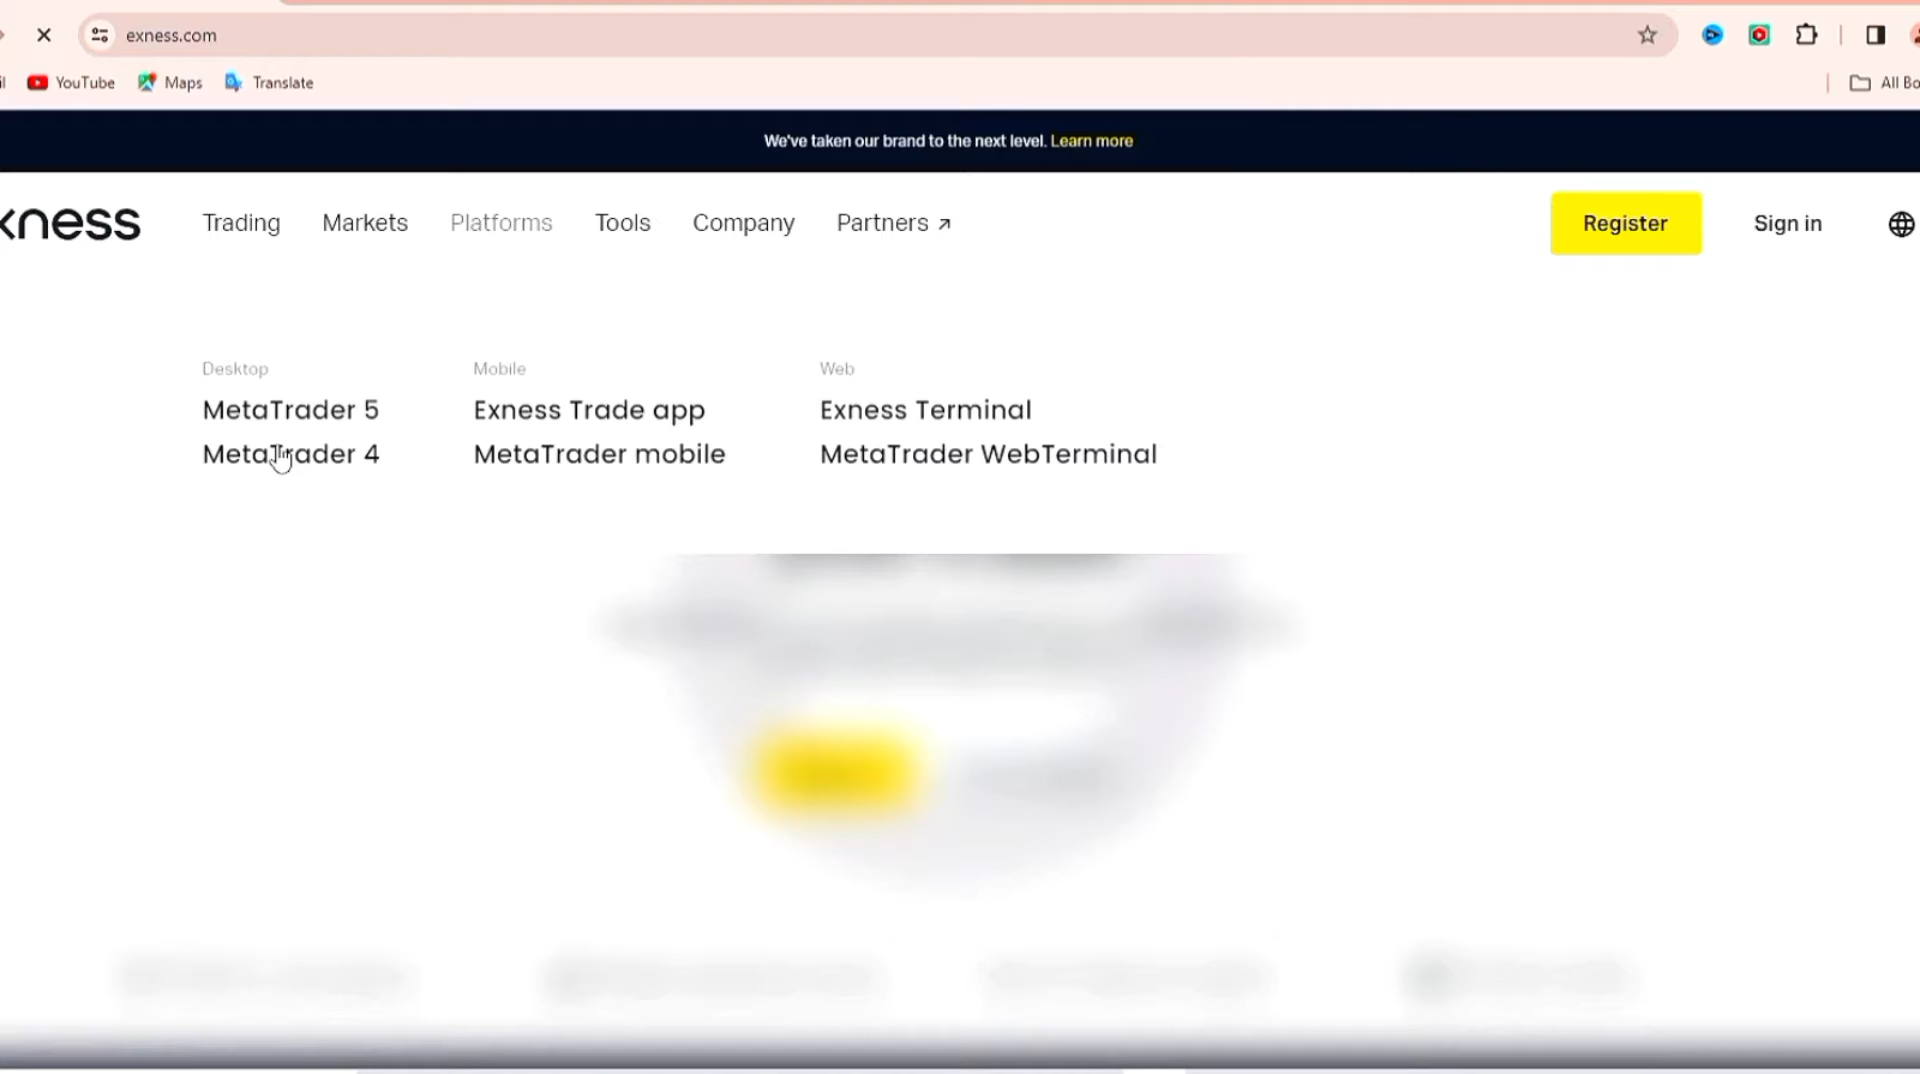 exness.com
YouTube Maps Translate All Bo
We've taken our brand to the next level. Learn more
xness Trading Markets Platforms Tools Company Partners ↗ Register Sign in
Desktop Mobile Web
MetaTrader 5 Exness Trade app Exness Terminal
MetaTrader 4 MetaTrader mobile MetaTrader WebTerminal